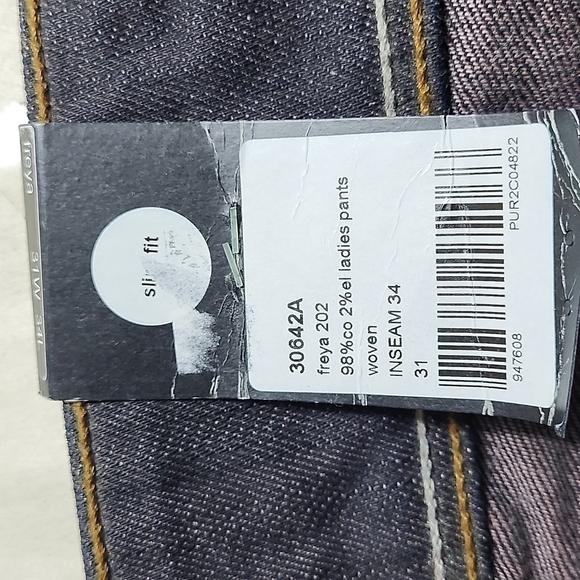 freya 31W 34L
sli fit
30642A
freya 202
98%co 2%el ladies pants
woven
INSEAM 34
31
947608 PUR2C04822